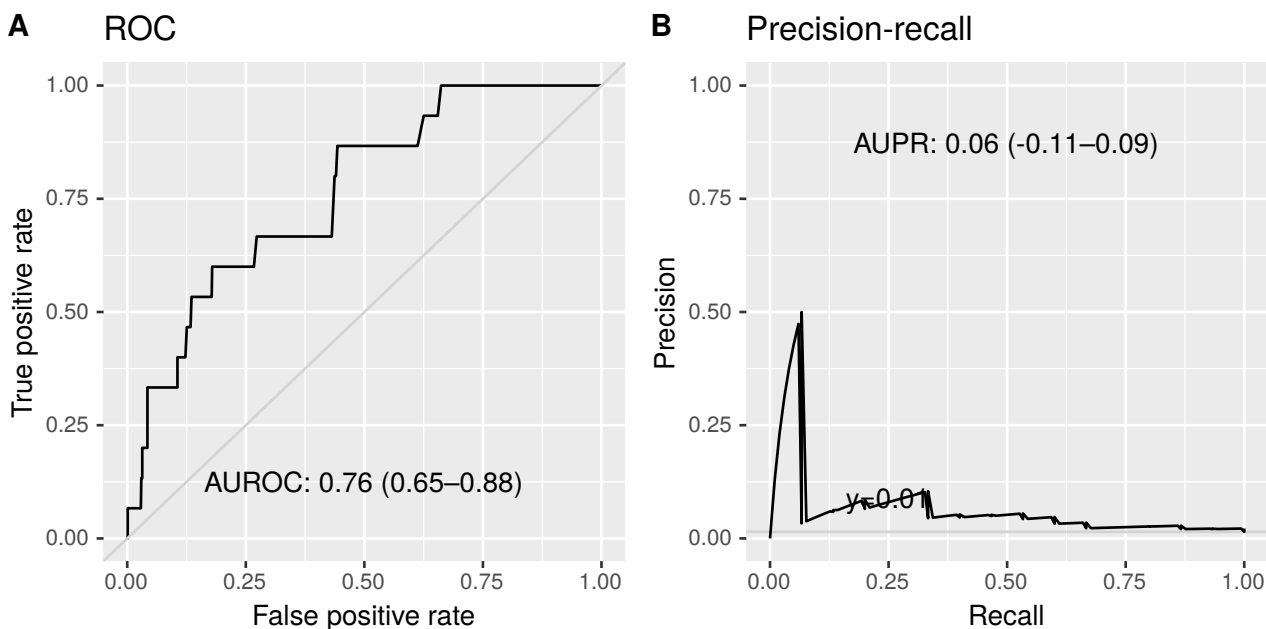 A ROC
True positive rate
1.00
0.75
0.50
0.25
0.00
AUROC: 0.76 (0.65–0.88)
0.00 0.25 0.50 0.75 1.00
False positive rate
B Precision-recall
Precision
1.00
0.75
0.50
0.25
0.00
AUPR: 0.06 (-0.11–0.09)
y=0.01
0.00 0.25 0.50 0.75 1.00
Recall